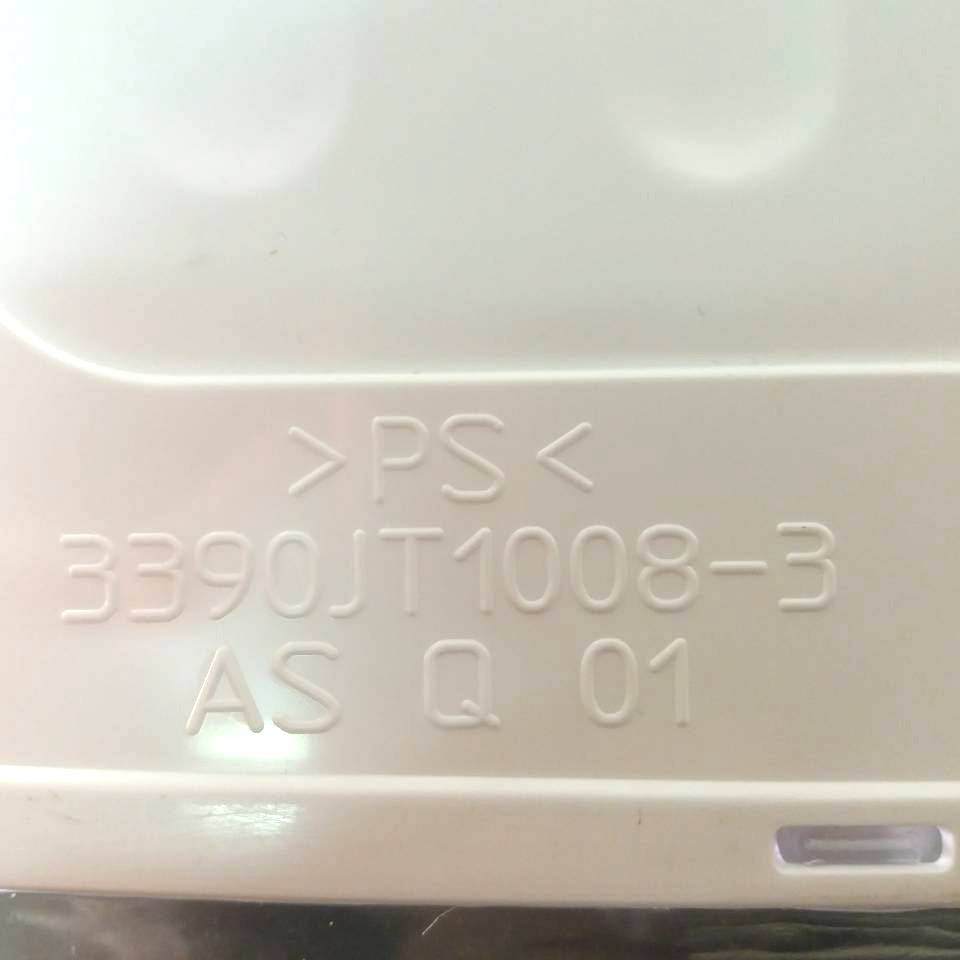 >PS<
3390JT1008-3
AS Q 01